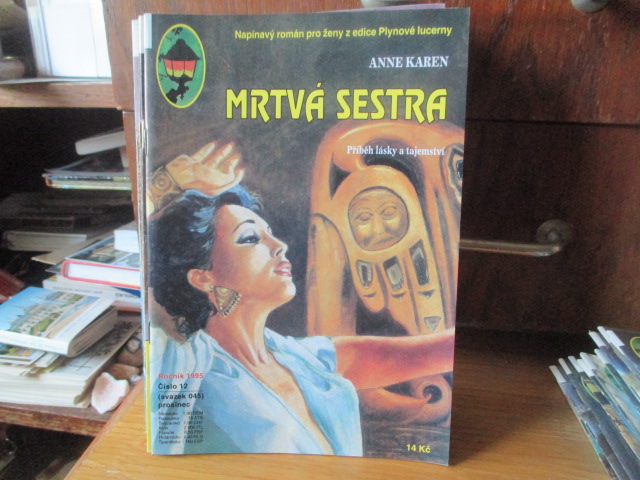 Napínavý román pro ženy z edice Plynové lucerny
ANNE KAREN
MRTVÁ SESTRA
Příběh lásky a tajemství
Ročník 1995
Číslo 12
(svazek 045)
prosinec
14 Kč